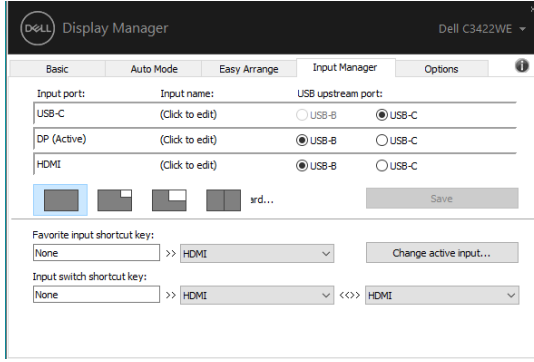 DELL Display Manager Dell C3422WE
Basic Auto Mode Easy Arrange Input Manager Options i
Input port: Input name: USB upstream port:
USB-C (Click to edit) USB-B USB-C
DP (Active) (Click to edit) USB-B USB-C
HDMI (Click to edit) USB-B USB-C
ard... Save
Favorite input shortcut key:
None >> HDMI Change active input...
Input switch shortcut key:
None >> HDMI <<>> HDMI